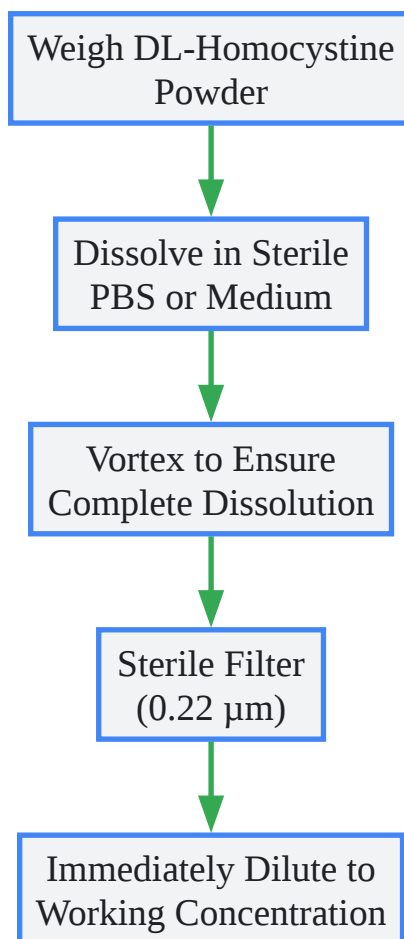 Weigh DL-Homocystine
Powder
Dissolve in Sterile
PBS or Medium
Vortex to Ensure
Complete Dissolution
Sterile Filter
(0.22 µm)
Immediately Dilute to
Working Concentration